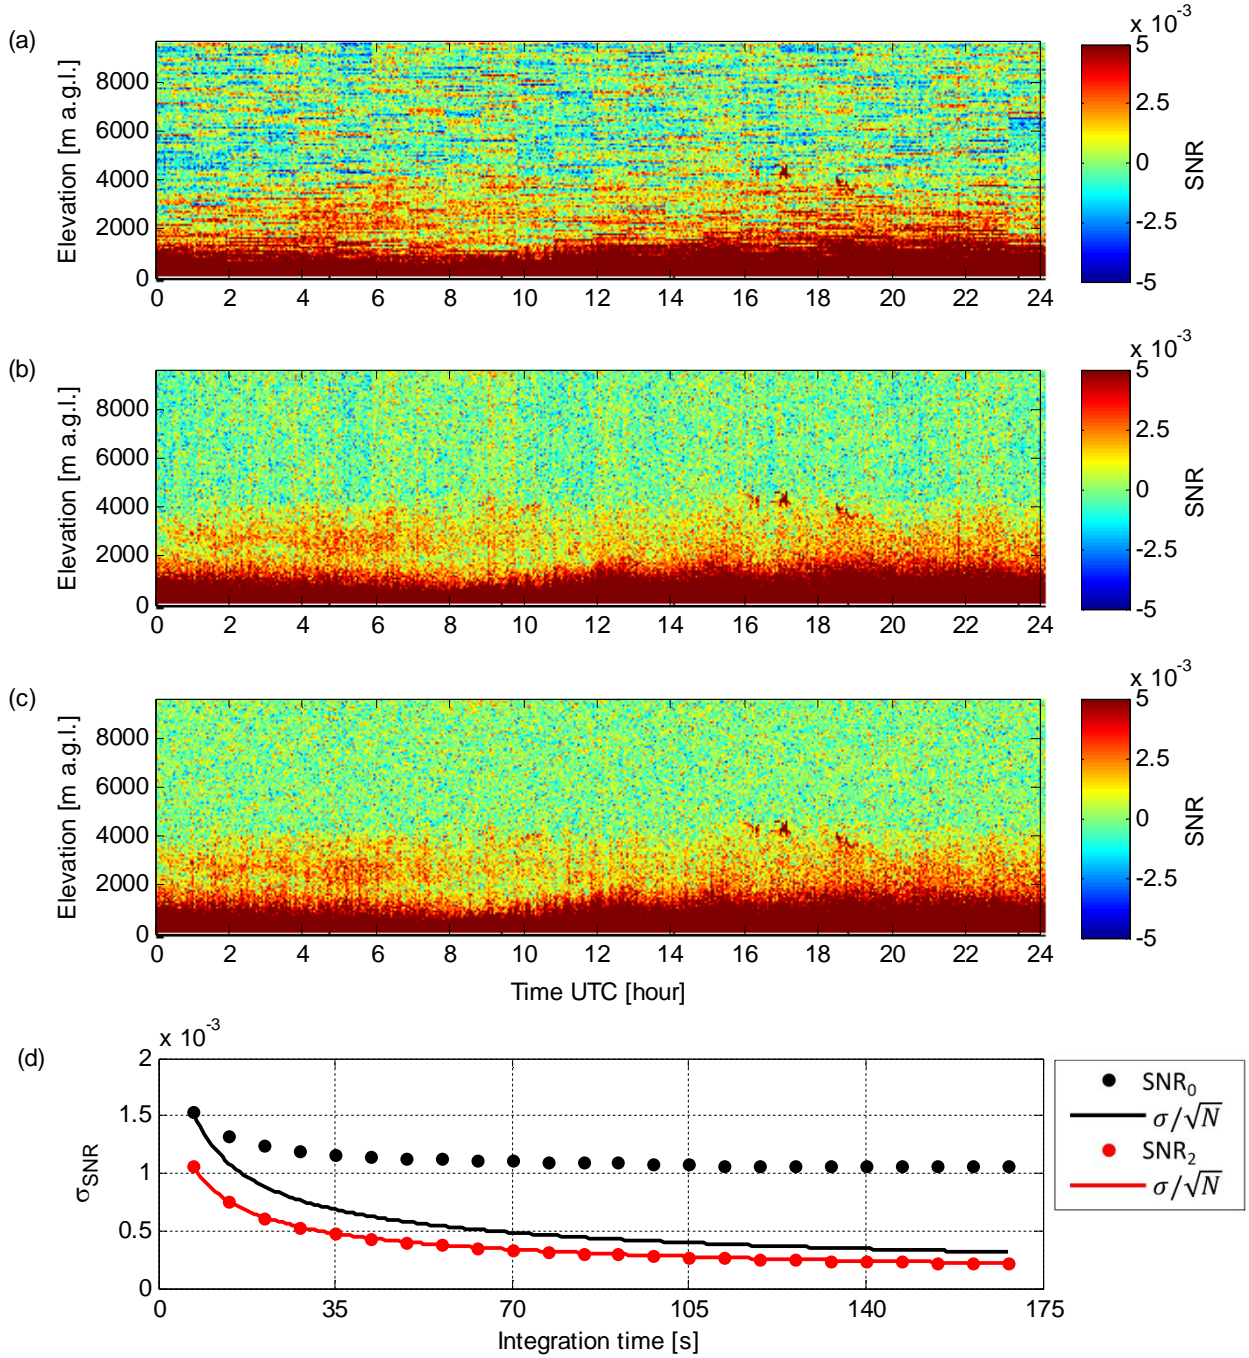 (a)
x 10^-3
Elevation [m a.g.l.]
8000
6000
4000
2000
0
0 2 4 6 8 10 12 14 16 18 20 22 24
5
2.5
0
-2.5
-5
SNR
(b)
x 10^-3
Elevation [m a.g.l.]
8000
6000
4000
2000
0
0 2 4 6 8 10 12 14 16 18 20 22 24
5
2.5
0
-2.5
-5
SNR
(c)
x 10^-3
Elevation [m a.g.l.]
8000
6000
4000
2000
0
0 2 4 6 8 10 12 14 16 18 20 22 24
Time UTC [hour]
5
2.5
0
-2.5
-5
SNR
(d)
x 10^-3
σ_SNR
2
1.5
1
0.5
0
0 35 70 105 140 175
Integration time [s]
SNR₀
σ/√N
SNR₂
σ/√N